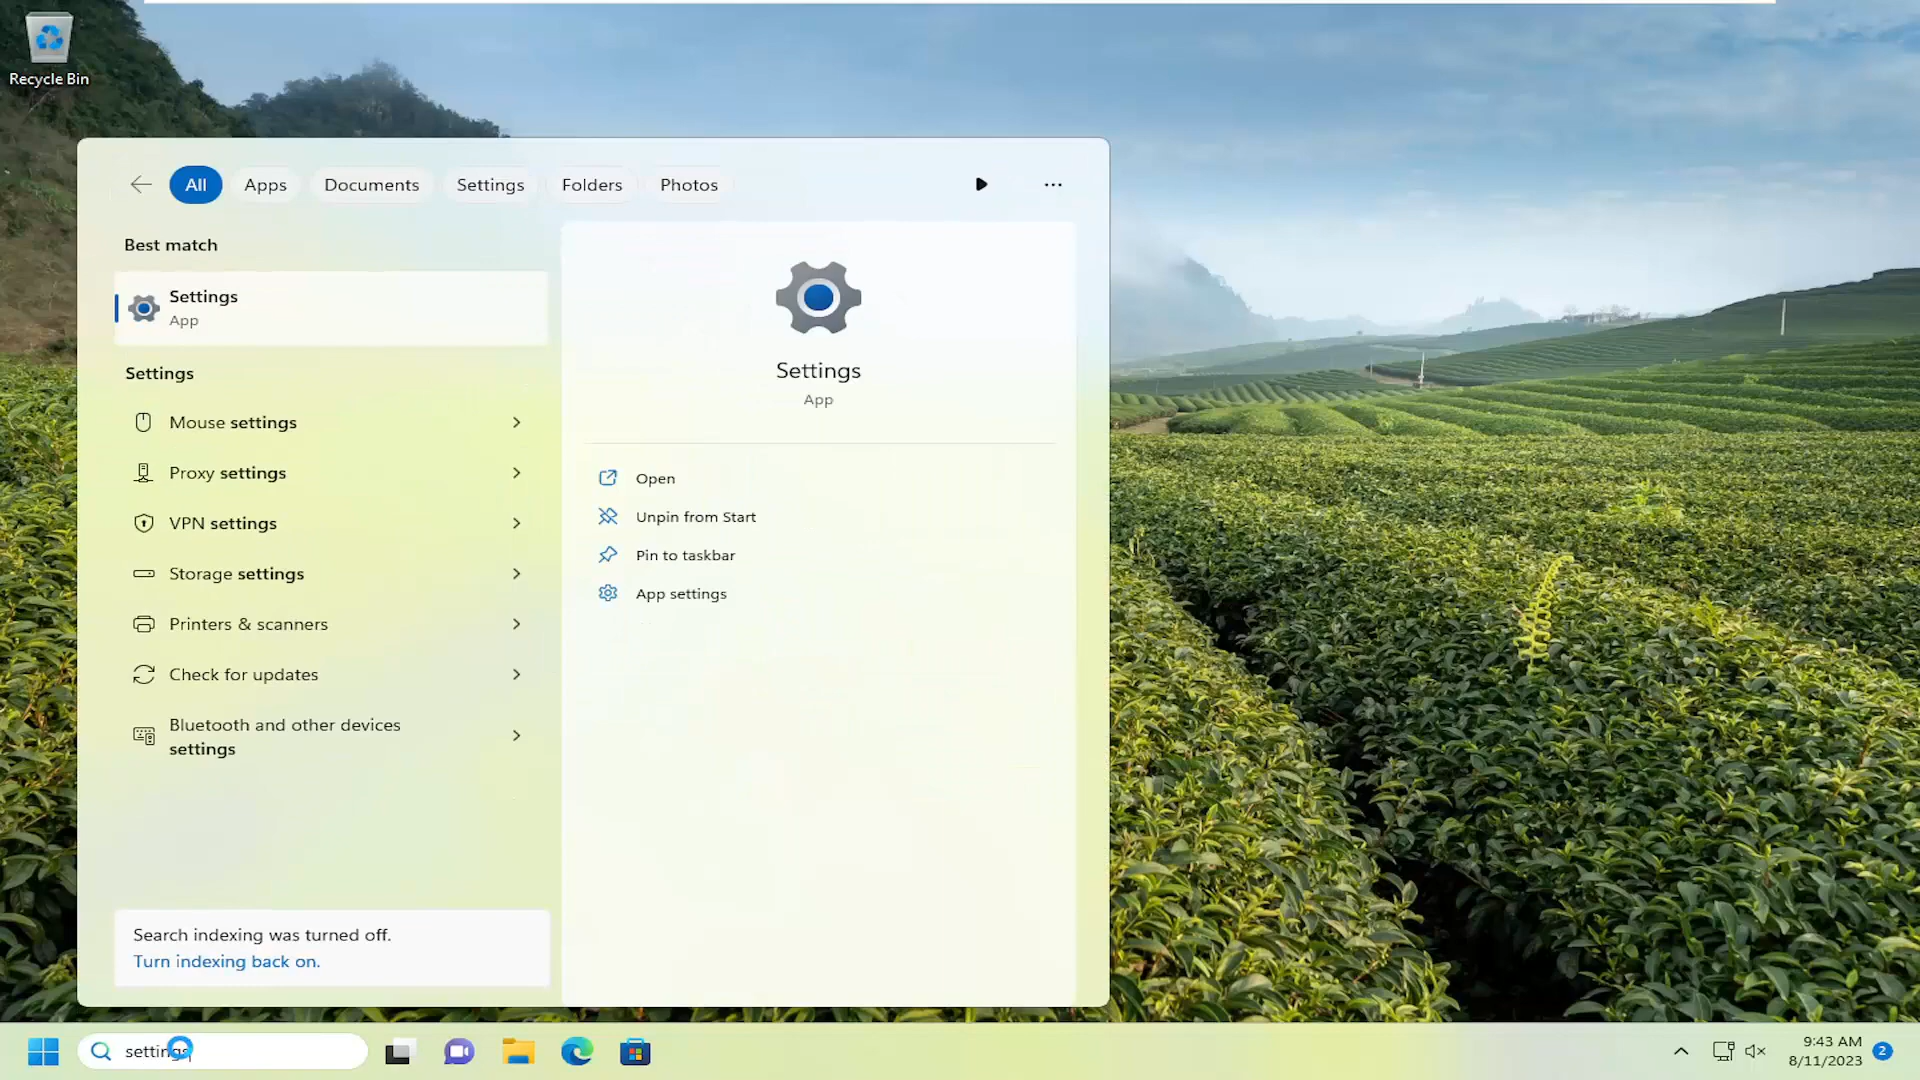 Recycle Bin
All
Apps
Documents
Settings
Folders
Photos
Best match
Settings
App
Settings
Mouse settings
Proxy settings
VPN settings
Storage settings
Printers & scanners
Check for updates
Bluetooth and other devices
settings
Search indexing was turned off.
Turn indexing back on.
Settings
App
Open
Unpin from Start
Pin to taskbar
App settings
settings
9:43 AM
8/11/2023
2